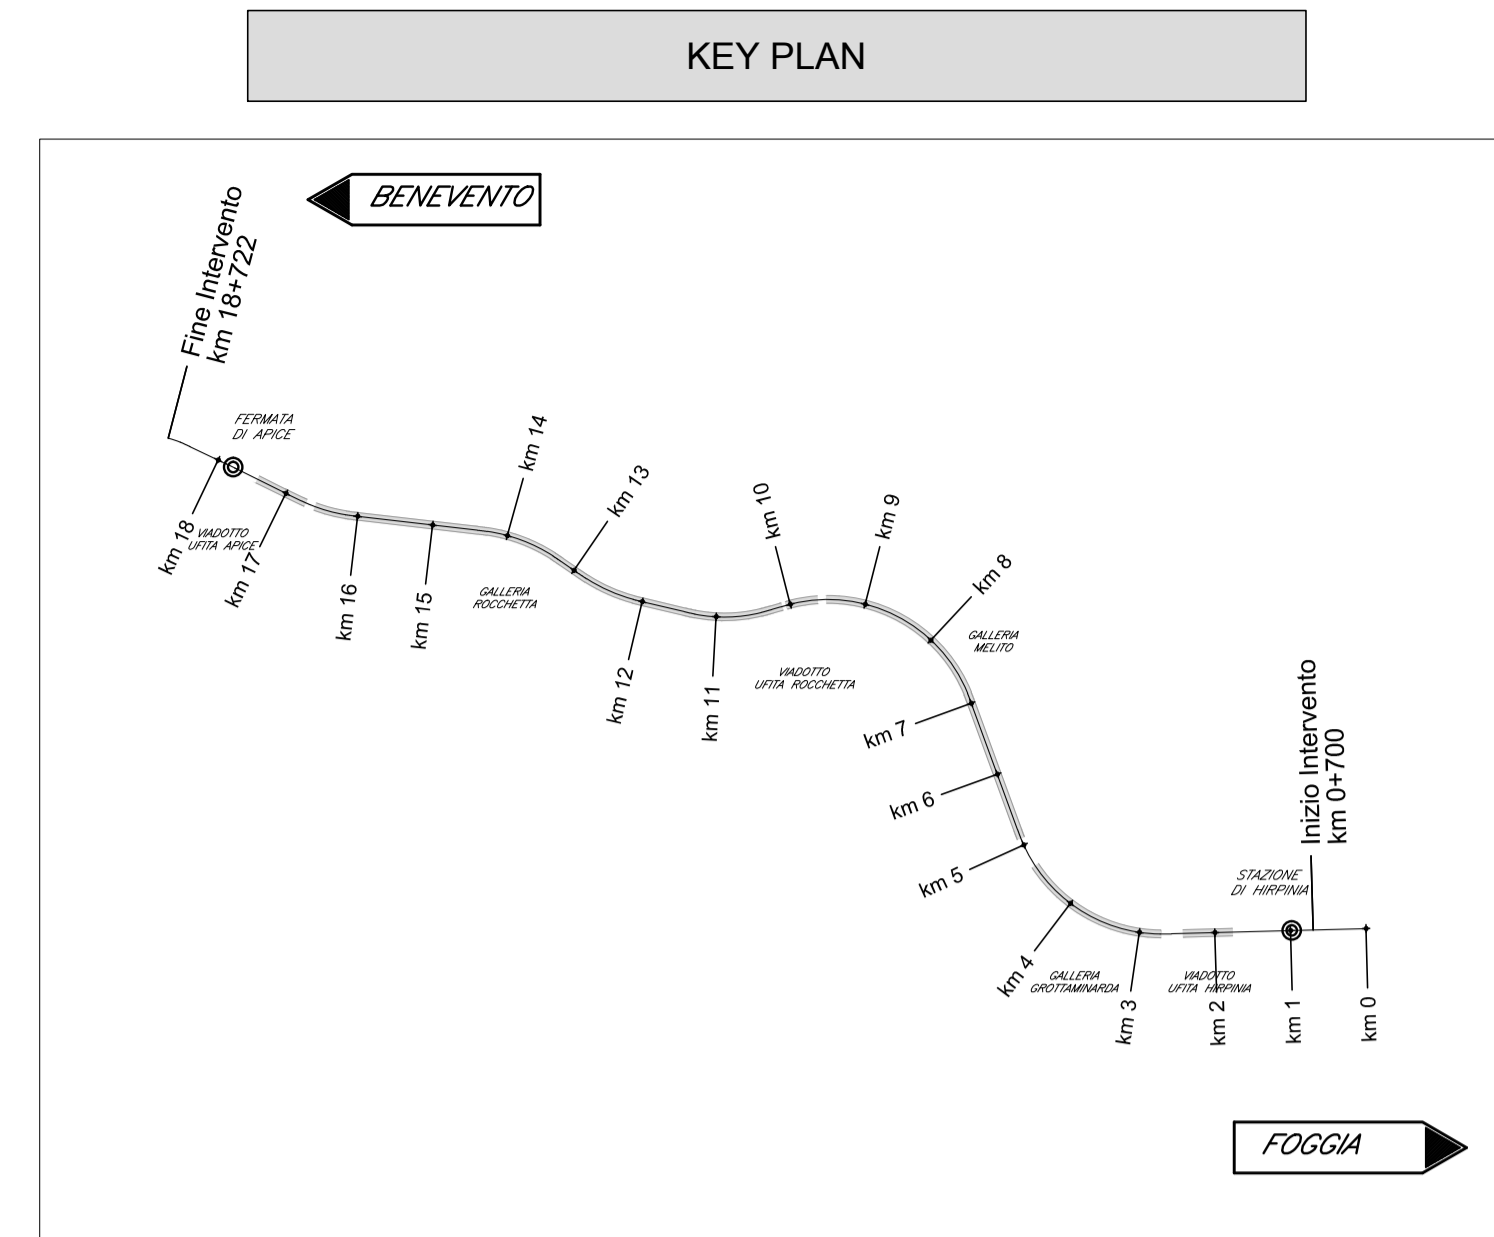 KEY PLAN
BENEVENTO
Fine Intervento
km 18+722
FERMATA
DI APICE
km 14
km 13
km 10
km 9
km 18
VIADOTTO
UFITA APICE
km 17
km 16
km 15
GALLERIA
ROCCHETTA
km 8
GALLERIA
MELITO
km 12
km 11
VIADOTTO
UFITA ROCCHETTA
km 7
km 6
km 5
Inizio Intervento
km 0+700
STAZIONE
DI HIRPINIA
km 4
GALLERIA
GROTTAMINARDA
km 3
VIADOTTO
UFITA HIRPINIA
km 2
km 1
km 0
FOGGIA